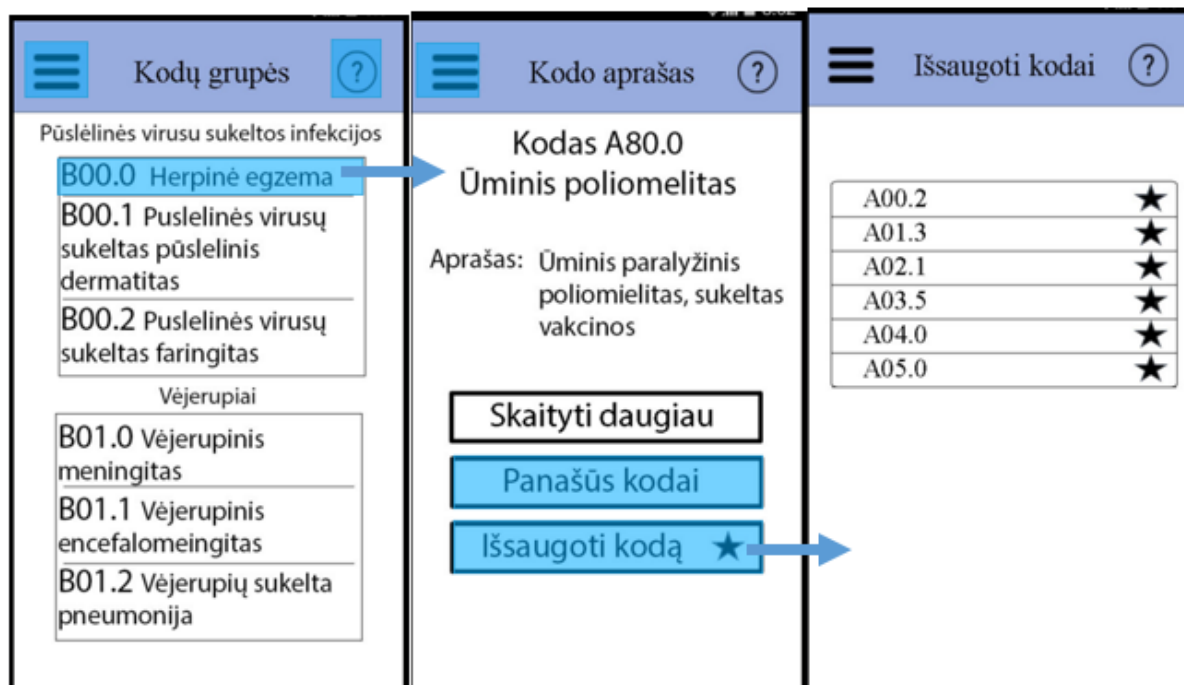 Kodų grupės
?
Pūslėlinės virusu sukeltos infekcijos
B00.0 Herpinė egzema
B00.1 Puslelinės virusų
sukeltas pūslelinis
dermatitas
B00.2 Puslelinės virusų
sukeltas faringitas
Vėjerupiai
B01.0 Vėjerupinis
meningitas
B01.1 Vėjerupinis
encefalomeingitas
B01.2 Vėjerupių sukelta
pneumonija
Kodo aprašas
?
Kodas A80.0
Ūminis poliomelitas
Aprašas: Ūminis paralyžinis
poliomielitas, sukeltas
vakcinos
Skaityti daugiau
Panašūs kodai
Išsaugoti kodą
Išsaugoti kodai
?
A00.2
A01.3
A02.1
A03.5
A04.0
A05.0